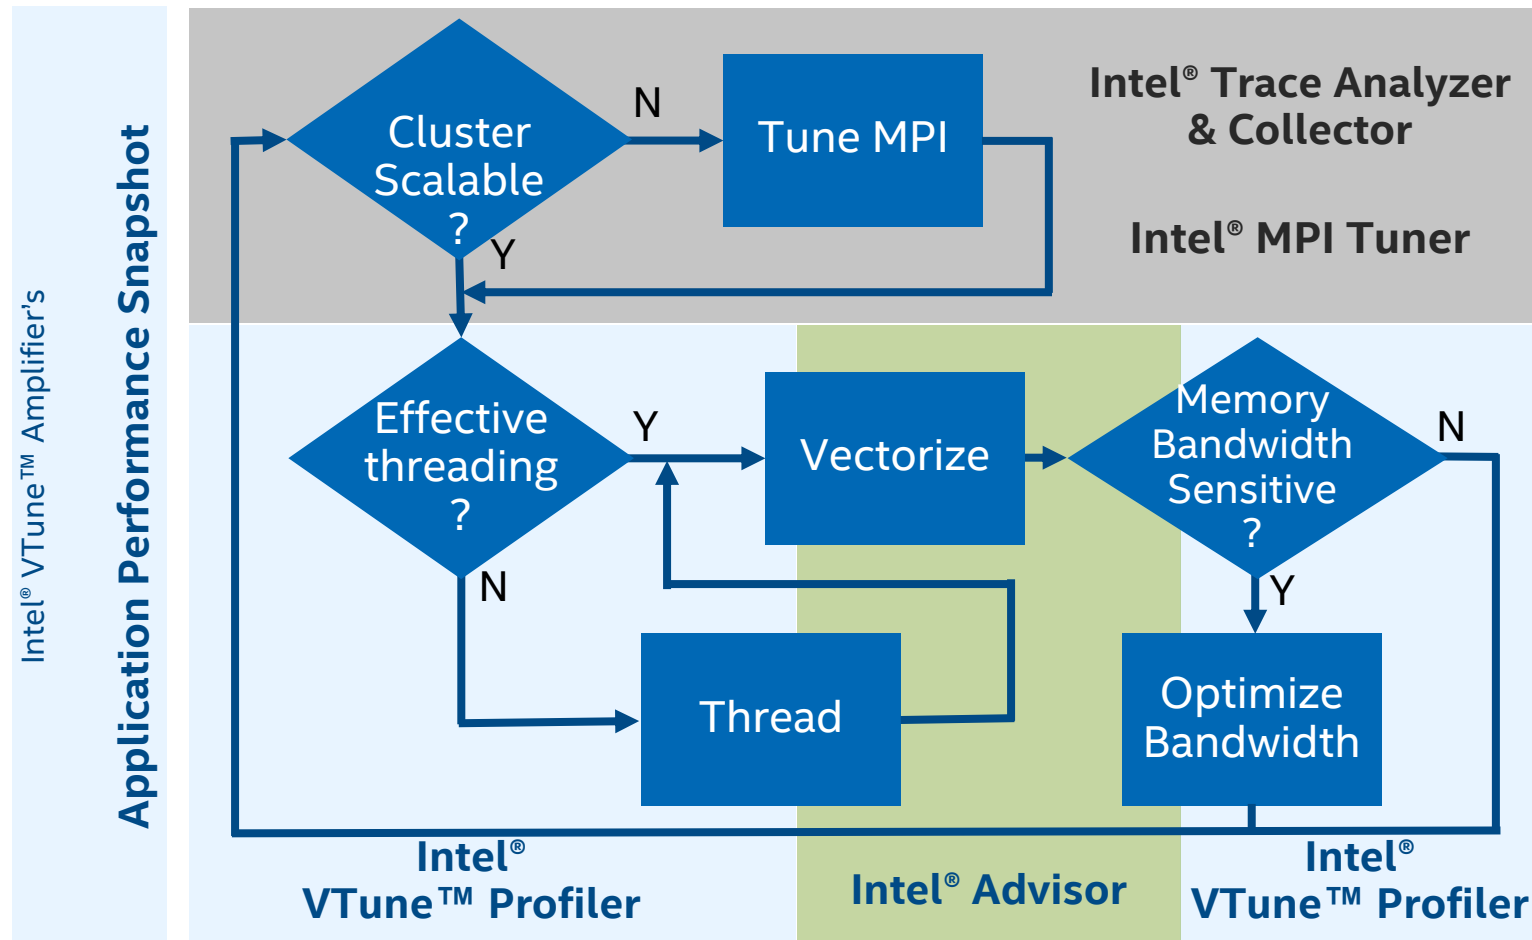 Intel® VTune™ Amplifier's
Application Performance Snapshot
Cluster
Scalable
?
N
Y
Tune MPI
Intel® Trace Analyzer
& Collector
Intel® MPI Tuner
Effective
threading
?
Y
N
Vectorize
Memory
Bandwidth
Sensitive
?
N
Y
Thread
Optimize
Bandwidth
Intel®
VTune™ Profiler
Intel® Advisor
Intel®
VTune™ Profiler